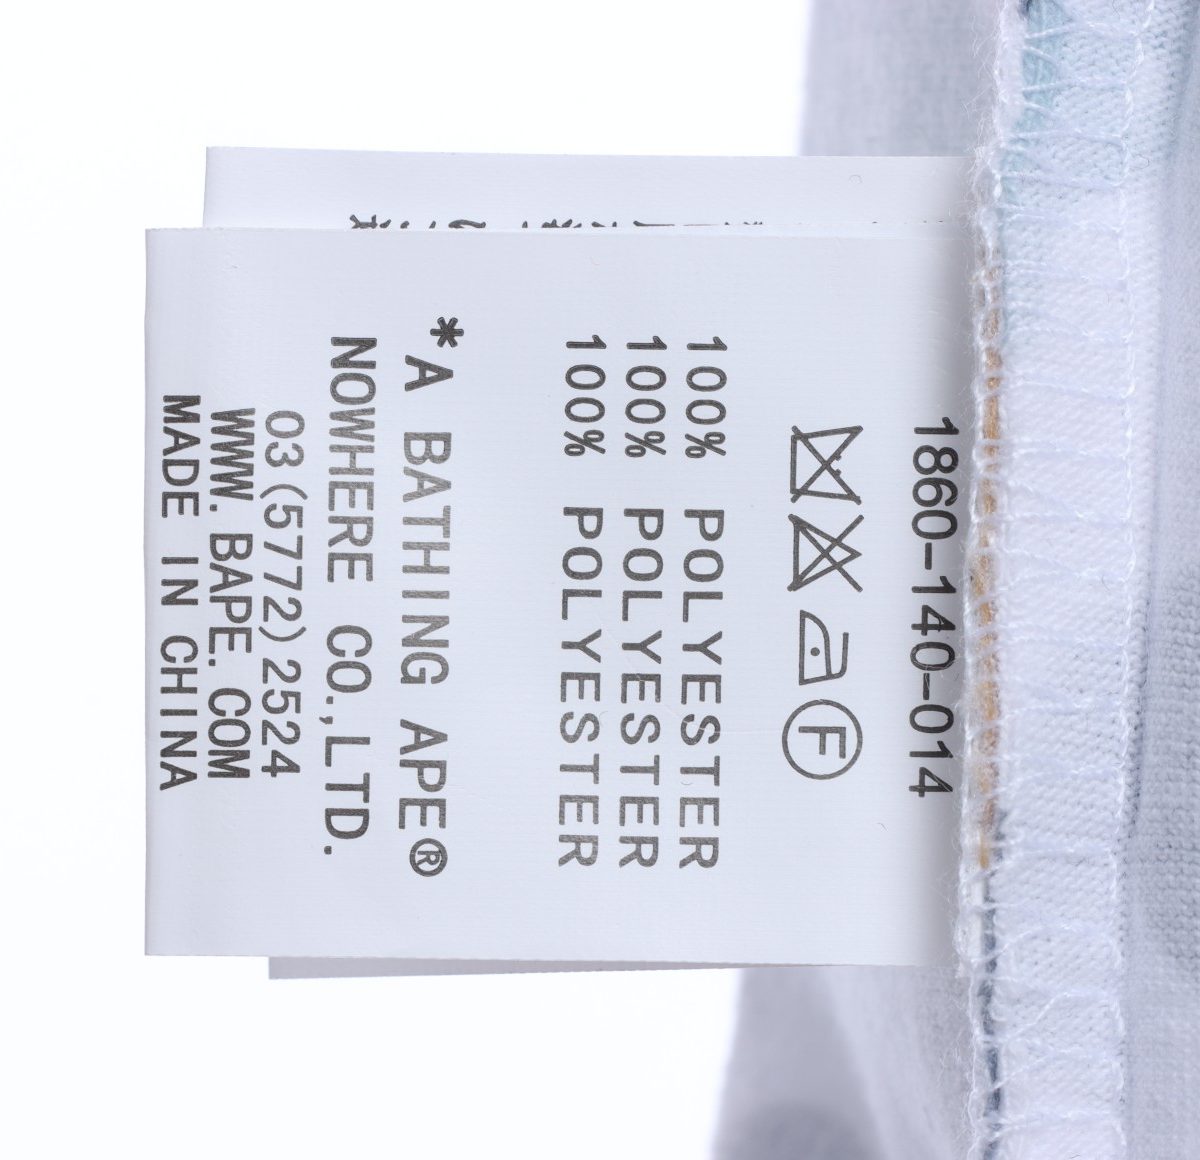 1860-140-014
F
100% POLYESTER
100% POLYESTER
100% POLYESTER
*A BATHING APE®
NOWHERE CO.,LTD.
03(5772)2524
WWW.BAPE.COM
MADE IN CHINA